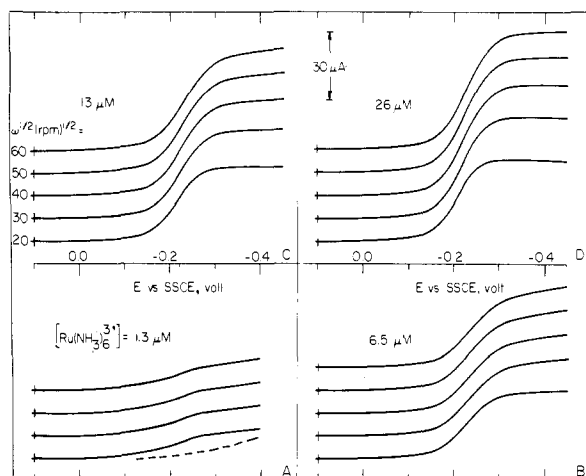 30 μA
13 μM
26 μM
ω^1/2 (rpm)^1/2 =
60
50
40
30
20
0.0 -0.2 -0.4 C
0.0 -0.2 -0.4 D
E vs SSCE, volt
E vs SSCE, volt
[Ru(NH3)6^3+] = 1.3 μM
6.5 μM
A
B